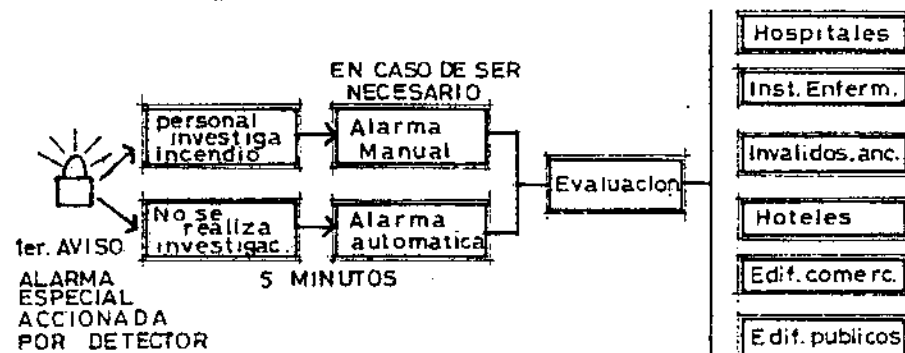 EN CASO DE SER
NECESARIO
personal
investiga
incendio
Alarma
Manual
No se
realiza
investigac.
Alarma
automatica
5 MINUTOS
1er. AVISO
ALARMA
ESPECIAL
ACCIONADA
POR DETECTOR
Evaluacion
Hospitales
Inst. Enferm.
Invalidos.anc.
Hoteles
Edif. comerc.
Edif. publicos